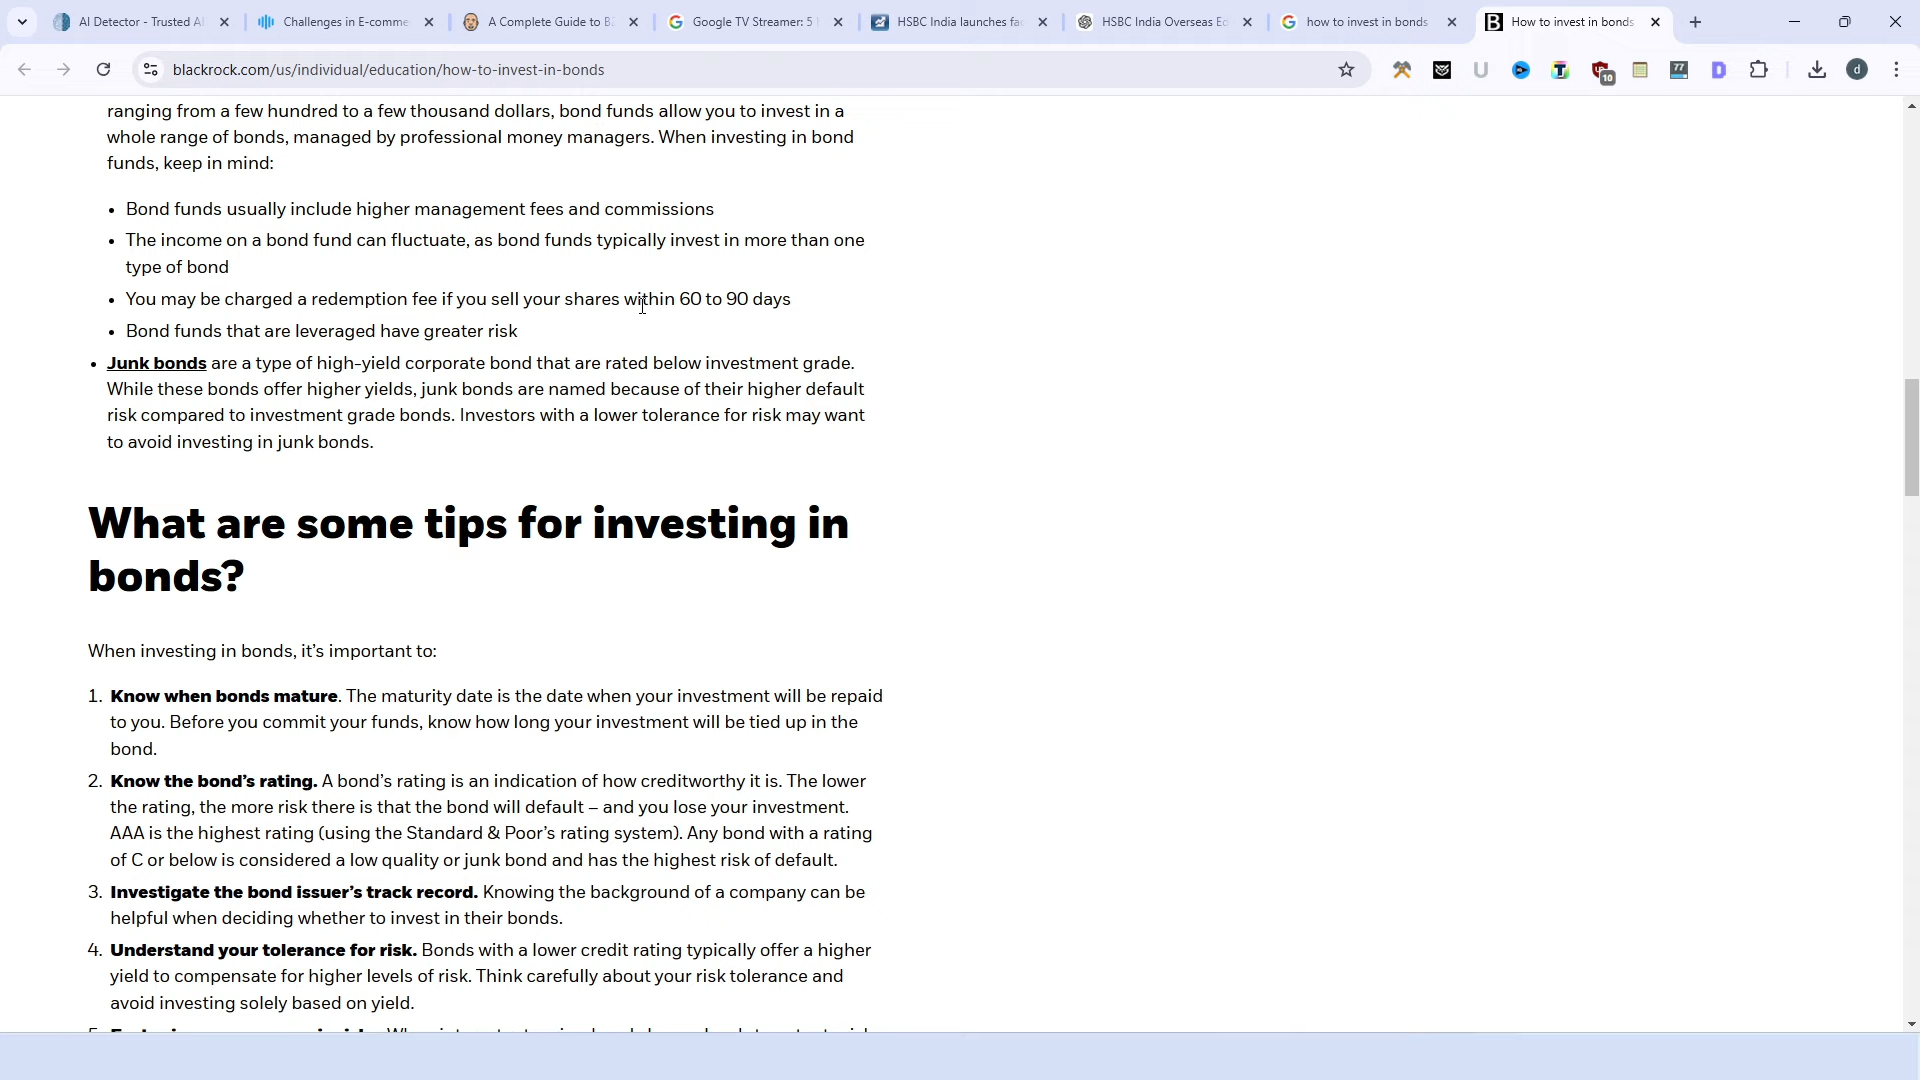 AI Detector - Trusted A
Challenges in E-comme
A Complete Guide to B2
Google TV Streamer: 5
HSBC India launches fa
HSBC India Overseas Ec
how to invest in bonds
How to invest in bonds
blackrock.com/us/individual/education/how-to-invest-in-bonds
10
77
d
ranging from a few hundred to a few thousand dollars, bond funds allow you to invest in a
whole range of bonds, managed by professional money managers. When investing in bond
funds, keep in mind:
• Bond funds usually include higher management fees and commissions
• The income on a bond fund can fluctuate, as bond funds typically invest in more than one
type of bond
• You may be charged a redemption fee if you sell your shares within 60 to 90 days
• Bond funds that are leveraged have greater risk
• Junk bonds are a type of high-yield corporate bond that are rated below investment grade.
While these bonds offer higher yields, junk bonds are named because of their higher default
risk compared to investment grade bonds. Investors with a lower tolerance for risk may want
to avoid investing in junk bonds.
What are some tips for investing in
bonds?
When investing in bonds, it’s important to:
1. Know when bonds mature. The maturity date is the date when your investment will be repaid
to you. Before you commit your funds, know how long your investment will be tied up in the
bond.
2. Know the bond’s rating. A bond’s rating is an indication of how creditworthy it is. The lower
the rating, the more risk there is that the bond will default – and you lose your investment.
AAA is the highest rating (using the Standard & Poor’s rating system). Any bond with a rating
of C or below is considered a low quality or junk bond and has the highest risk of default.
3. Investigate the bond issuer’s track record. Knowing the background of a company can be
helpful when deciding whether to invest in their bonds.
4. Understand your tolerance for risk. Bonds with a lower credit rating typically offer a higher
yield to compensate for higher levels of risk. Think carefully about your risk tolerance and
avoid investing solely based on yield.